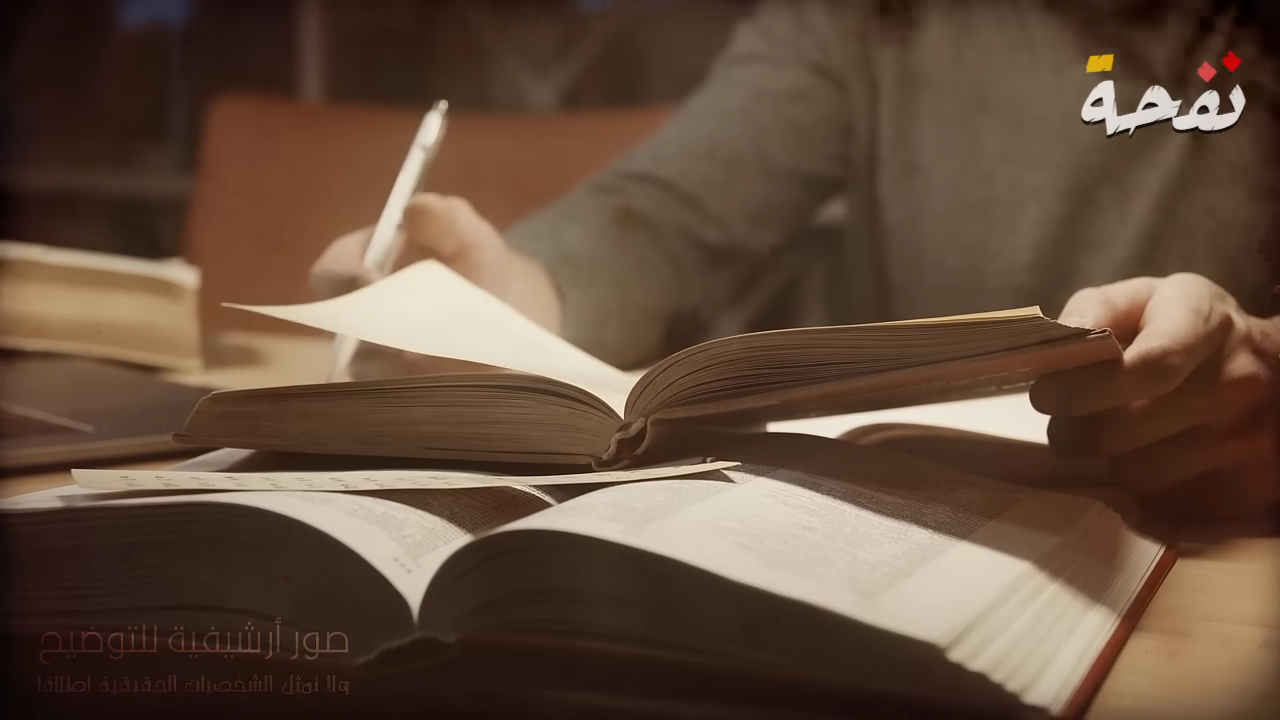 نفحة
صور أرشيفية للتوضيح
ولا تمثل الشخصيات الحقيقية اطلاقا